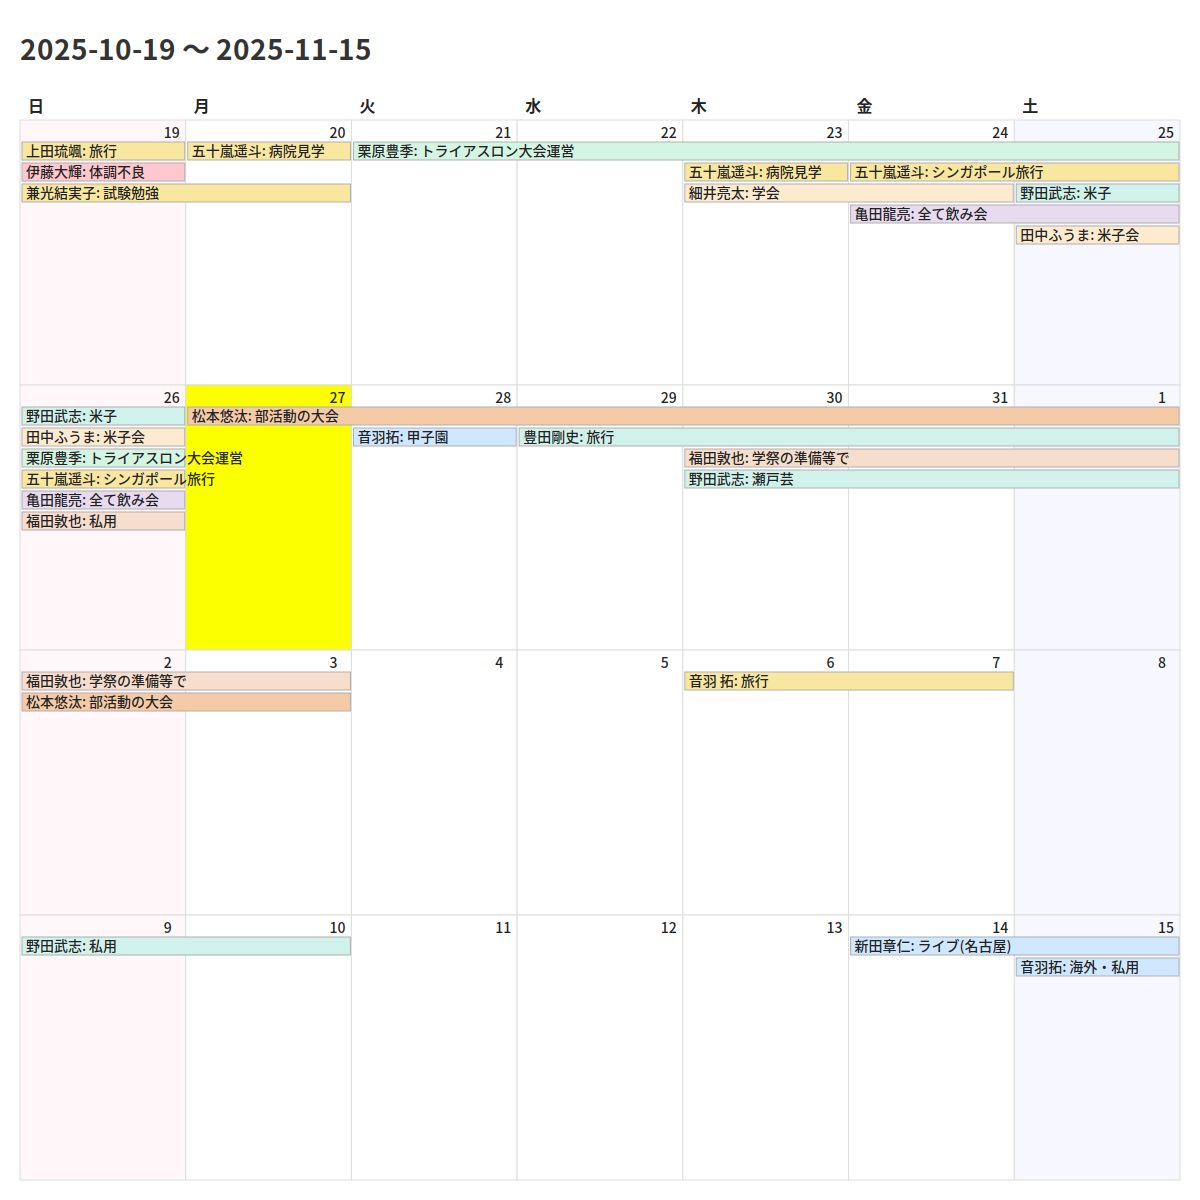 2025-10-19 〜 2025-11-15
日 月 火 水 木 金 土
19 20 21 22 23 24 25
上田琉颯: 旅行 五十嵐遥斗: 病院見学 栗原豊季: トライアスロン大会運営
伊藤大輝: 体調不良 五十嵐遥斗: 病院見学 五十嵐遥斗: シンガポール旅行
兼光結実子: 試験勉強 細井亮太: 学会 野田武志: 米子
亀田龍亮: 全て飲み会
田中ふうま: 米子会
26 27 28 29 30 31 1
野田武志: 米子 松本悠汰: 部活動の大会
田中ふうま: 米子会 音羽拓: 甲子園 豊田剛史: 旅行
栗原豊季: トライアスロン大会運営 福田敦也: 学祭の準備等で
五十嵐遥斗: シンガポール旅行 野田武志: 瀬戸芸
亀田龍亮: 全て飲み会
福田敦也: 私用
2 3 4 5 6 7 8
福田敦也: 学祭の準備等で 音羽 拓: 旅行
松本悠汰: 部活動の大会
9 10 11 12 13 14 15
野田武志: 私用 新田章仁: ライブ(名古屋)
音羽拓: 海外・私用